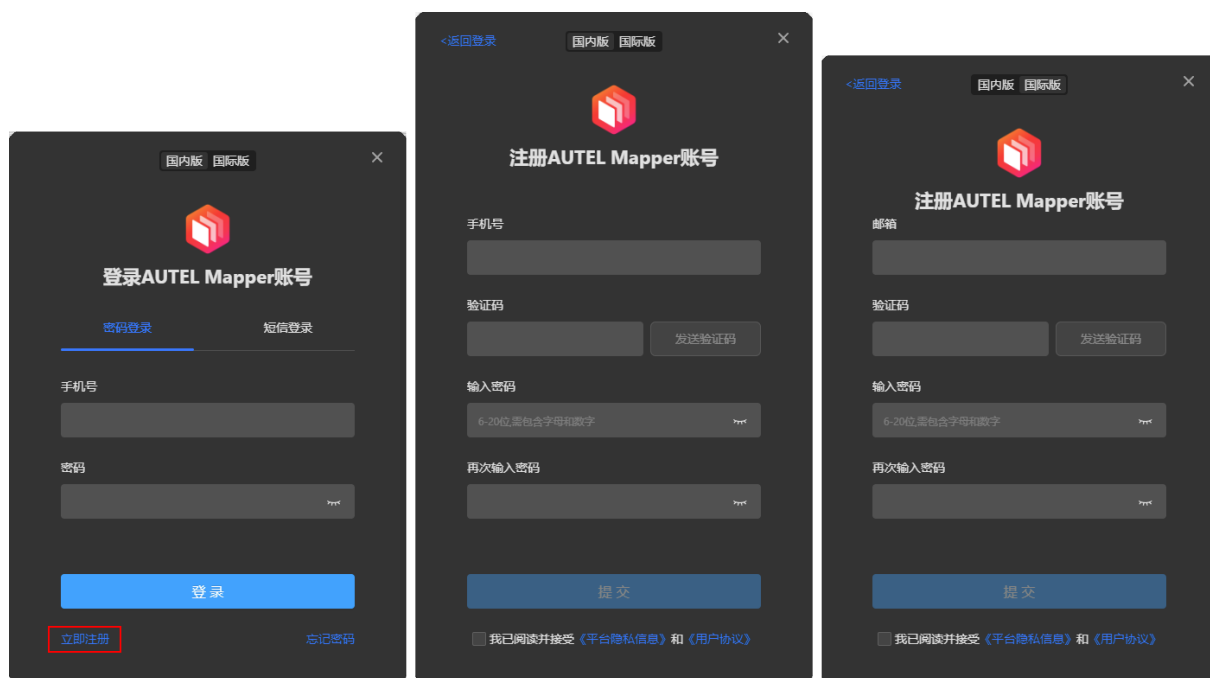 国内版 国际版
登录AUTEL Mapper账号
密码登录 短信登录
手机号
密码
登 录
立即注册 忘记密码
<返回登录 国内版 国际版
注册AUTEL Mapper账号
手机号
验证码
发送验证码
输入密码
6-20位,需包含字母和数字
再次输入密码
提 交
我已阅读并接受《平台隐私信息》和《用户协议》
<返回登录 国内版 国际版
注册AUTEL Mapper账号
邮箱
验证码
发送验证码
输入密码
6-20位,需包含字母和数字
再次输入密码
提 交
我已阅读并接受《平台隐私信息》和《用户协议》